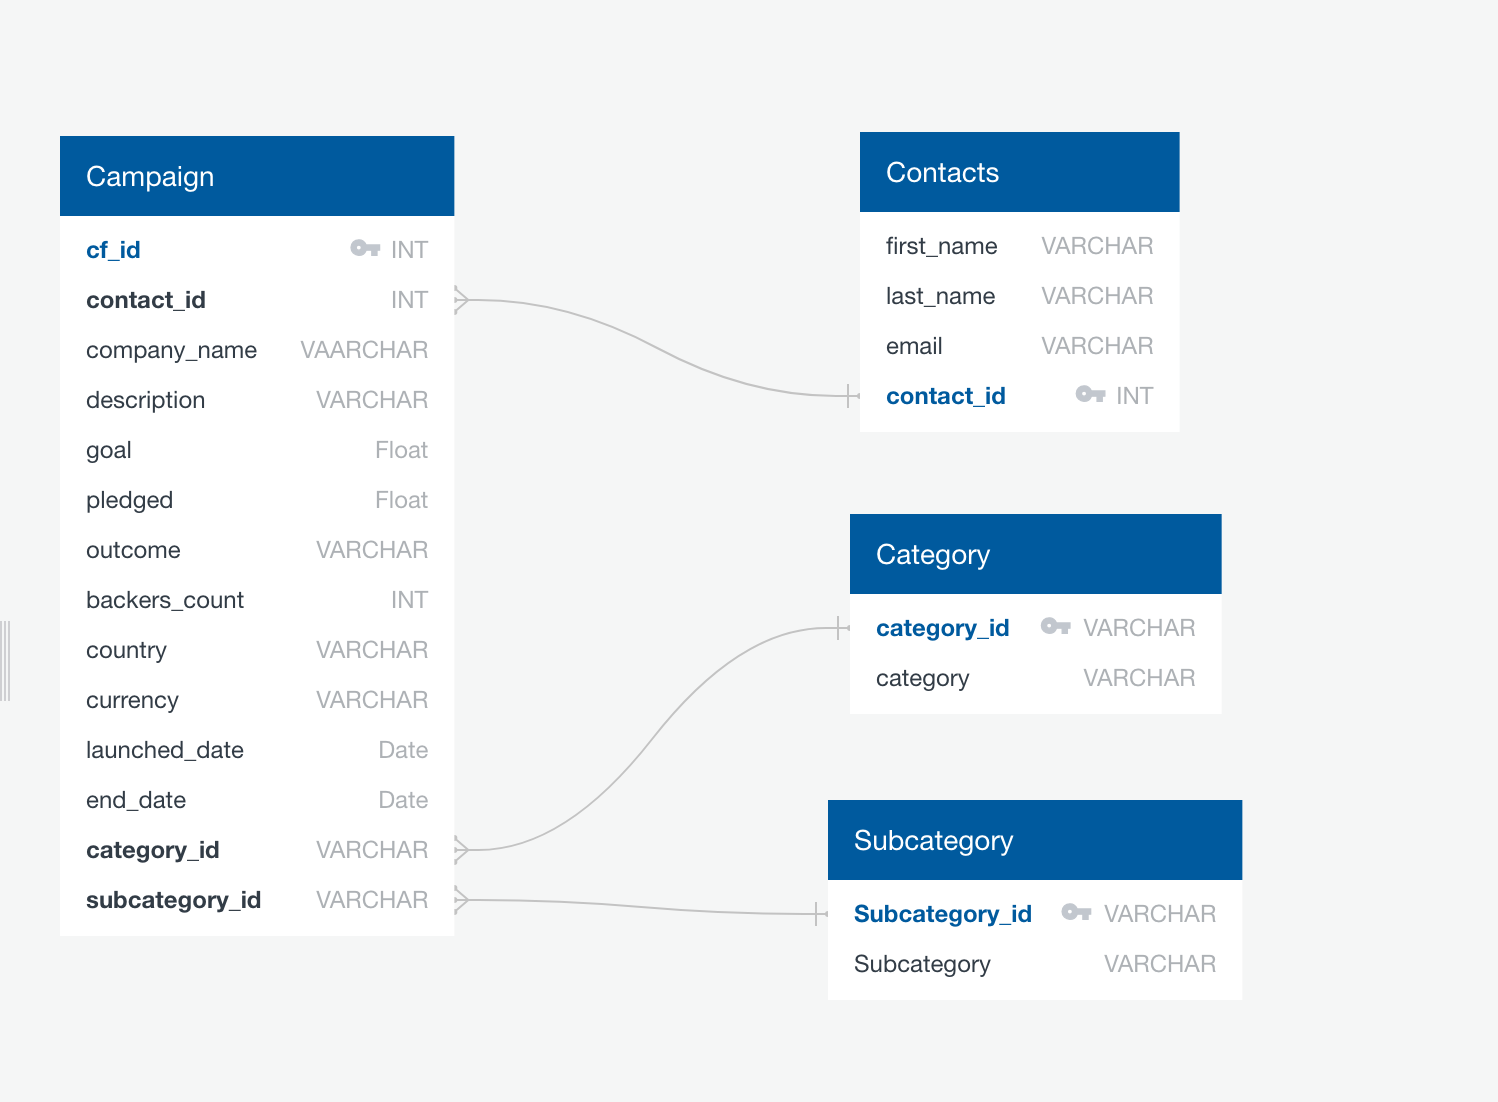 Campaign
cf_id INT
contact_id INT
company_name VAARCHAR
description VARCHAR
goal Float
pledged Float
outcome VARCHAR
backers_count INT
country VARCHAR
currency VARCHAR
launched_date Date
end_date Date
category_id VARCHAR
subcategory_id VARCHAR
Contacts
first_name VARCHAR
last_name VARCHAR
email VARCHAR
contact_id INT
Category
category_id VARCHAR
category VARCHAR
Subcategory
Subcategory_id VARCHAR
Subcategory VARCHAR